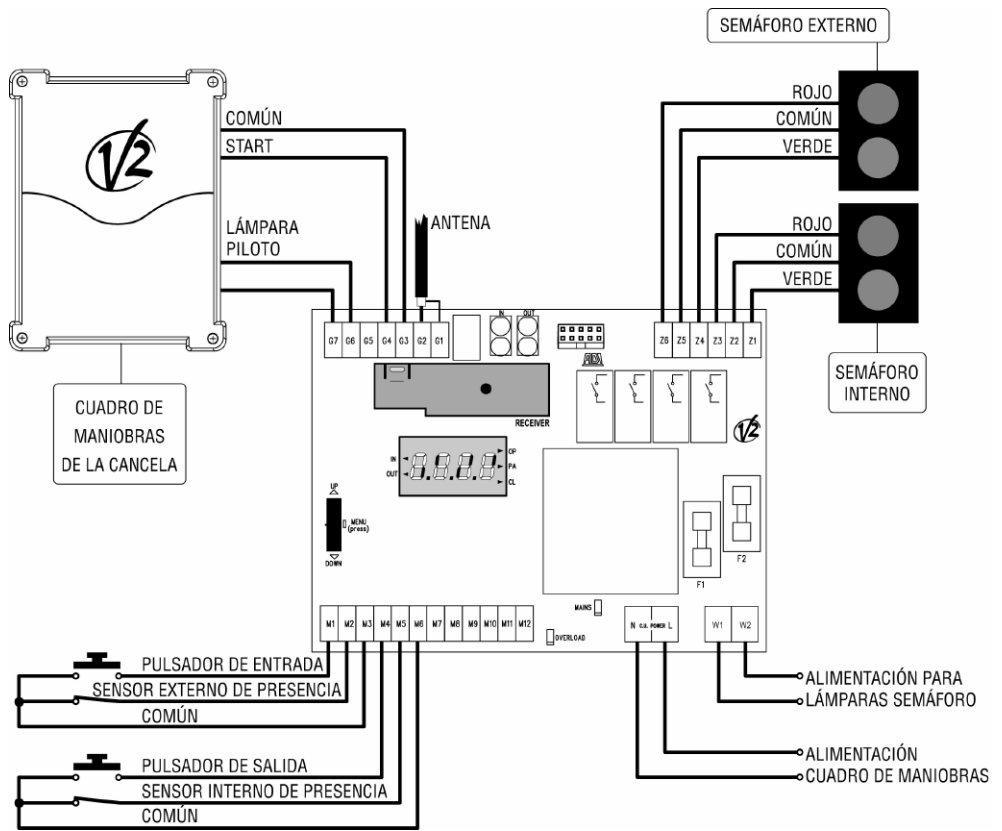 SEMÁFORO EXTERNO
V2
COMÚN
START
LÁMPARA
PILOTO
ANTENA
ROJO
COMÚN
VERDE
ROJO
COMÚN
VERDE
CUADRO DE
MANIOBRAS
DE LA CANCELA
SEMÁFORO
INTERNO
IN OUT
G7 G6 G5 G4 G3 G2 G1
Z6 Z5 Z4 Z3 Z2 Z1
RECEIVER
V2
IN
OUT
OP
PA
CL
UP
MENU
(press)
DOWN
F1
F2
MAINS
OVERLOAD
M1 M2 M3 M4 M5 M6 M7 M8 M9 M10 M11 M12
N C.U. POWER L
W1 W2
PULSADOR DE ENTRADA
SENSOR EXTERNO DE PRESENCIA
COMÚN
PULSADOR DE SALIDA
SENSOR INTERNO DE PRESENCIA
COMÚN
ALIMENTACIÓN PARA
LÁMPARAS SEMÁFORO
ALIMENTACIÓN
CUADRO DE MANIOBRAS